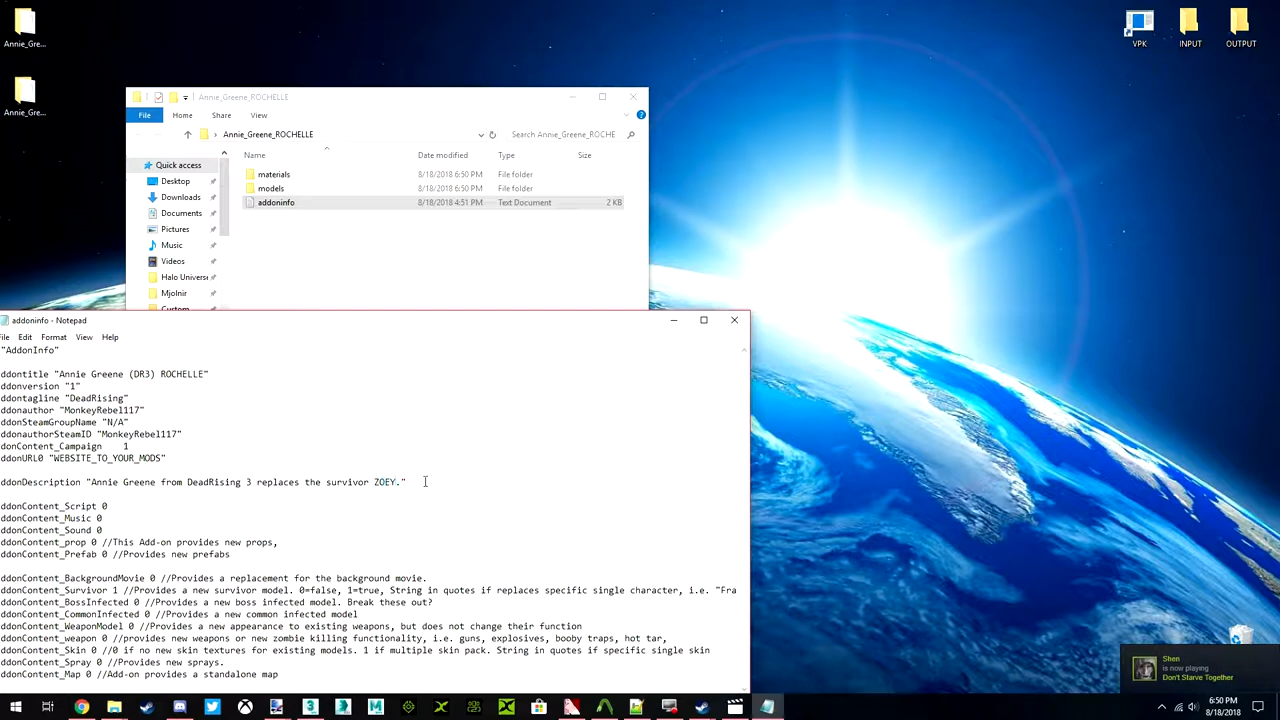 Annie_Gree...
Annie_Gree...
VPK
INPUT
OUTPUT
Annie_Greene_ROCHELLE
File
Home
Share
View
Annie_Greene_ROCHELLE
Search Annie_Greene_ROCHE
Name
Date modified
Type
Size
Quick access
Desktop
Downloads
Documents
Pictures
Music
Videos
Halo Univers
Mjolnir
Custom
materials 8/18/2018 6:50 PM File folder
models 8/18/2018 6:50 PM File folder
addoninfo 8/18/2018 4:51 PM Text Document 2 KB
addoninfo - Notepad
File Edit Format View Help
"AddonInfo"
ddontitle "Annie Greene (DR3) ROCHELLE"
ddonversion "1"
ddontagline "DeadRising"
ddonauthor "MonkeyRebel117"
ddonSteamGroupName "N/A"
ddonauthorSteamID "MonkeyRebel117"
donContent_Campaign 1
ddonURL0 "WEBSITE_TO_YOUR_MODS"
ddonDescription "Annie Greene from DeadRising 3 replaces the survivor ZOEY."
ddonContent_Script 0
ddonContent_Music 0
ddonContent_Sound 0
ddonContent_prop 0 //This Add-on provides new props,
ddonContent_Prefab 0 //Provides new prefabs
ddonContent_BackgroundMovie 0 //Provides a replacement for the background movie.
ddonContent_Survivor 1 //Provides a new survivor model. 0=false, 1=true, String in quotes if replaces specific single character, i.e. "Fra
ddonContent_BossInfected 0 //Provides a new boss infected model. Break these out?
ddonContent_CommonInfected 0 //Provides a new common infected model
ddonContent_WeaponModel 0 //Provides a new appearance to existing weapons, but does not change their function
ddonContent_weapon 0 //provides new weapons or new zombie killing functionality, i.e. guns, explosives, booby traps, hot tar,
ddonContent_Skin 0 //0 if no new skin textures for existing models. 1 if multiple skin pack. String in quotes if specific single skin
ddonContent_Spray 0 //Provides new sprays.
ddonContent_Map 0 //Add-on provides a standalone map
Shen
is now playing
Don't Starve Together
6:50 PM
8/18/2018